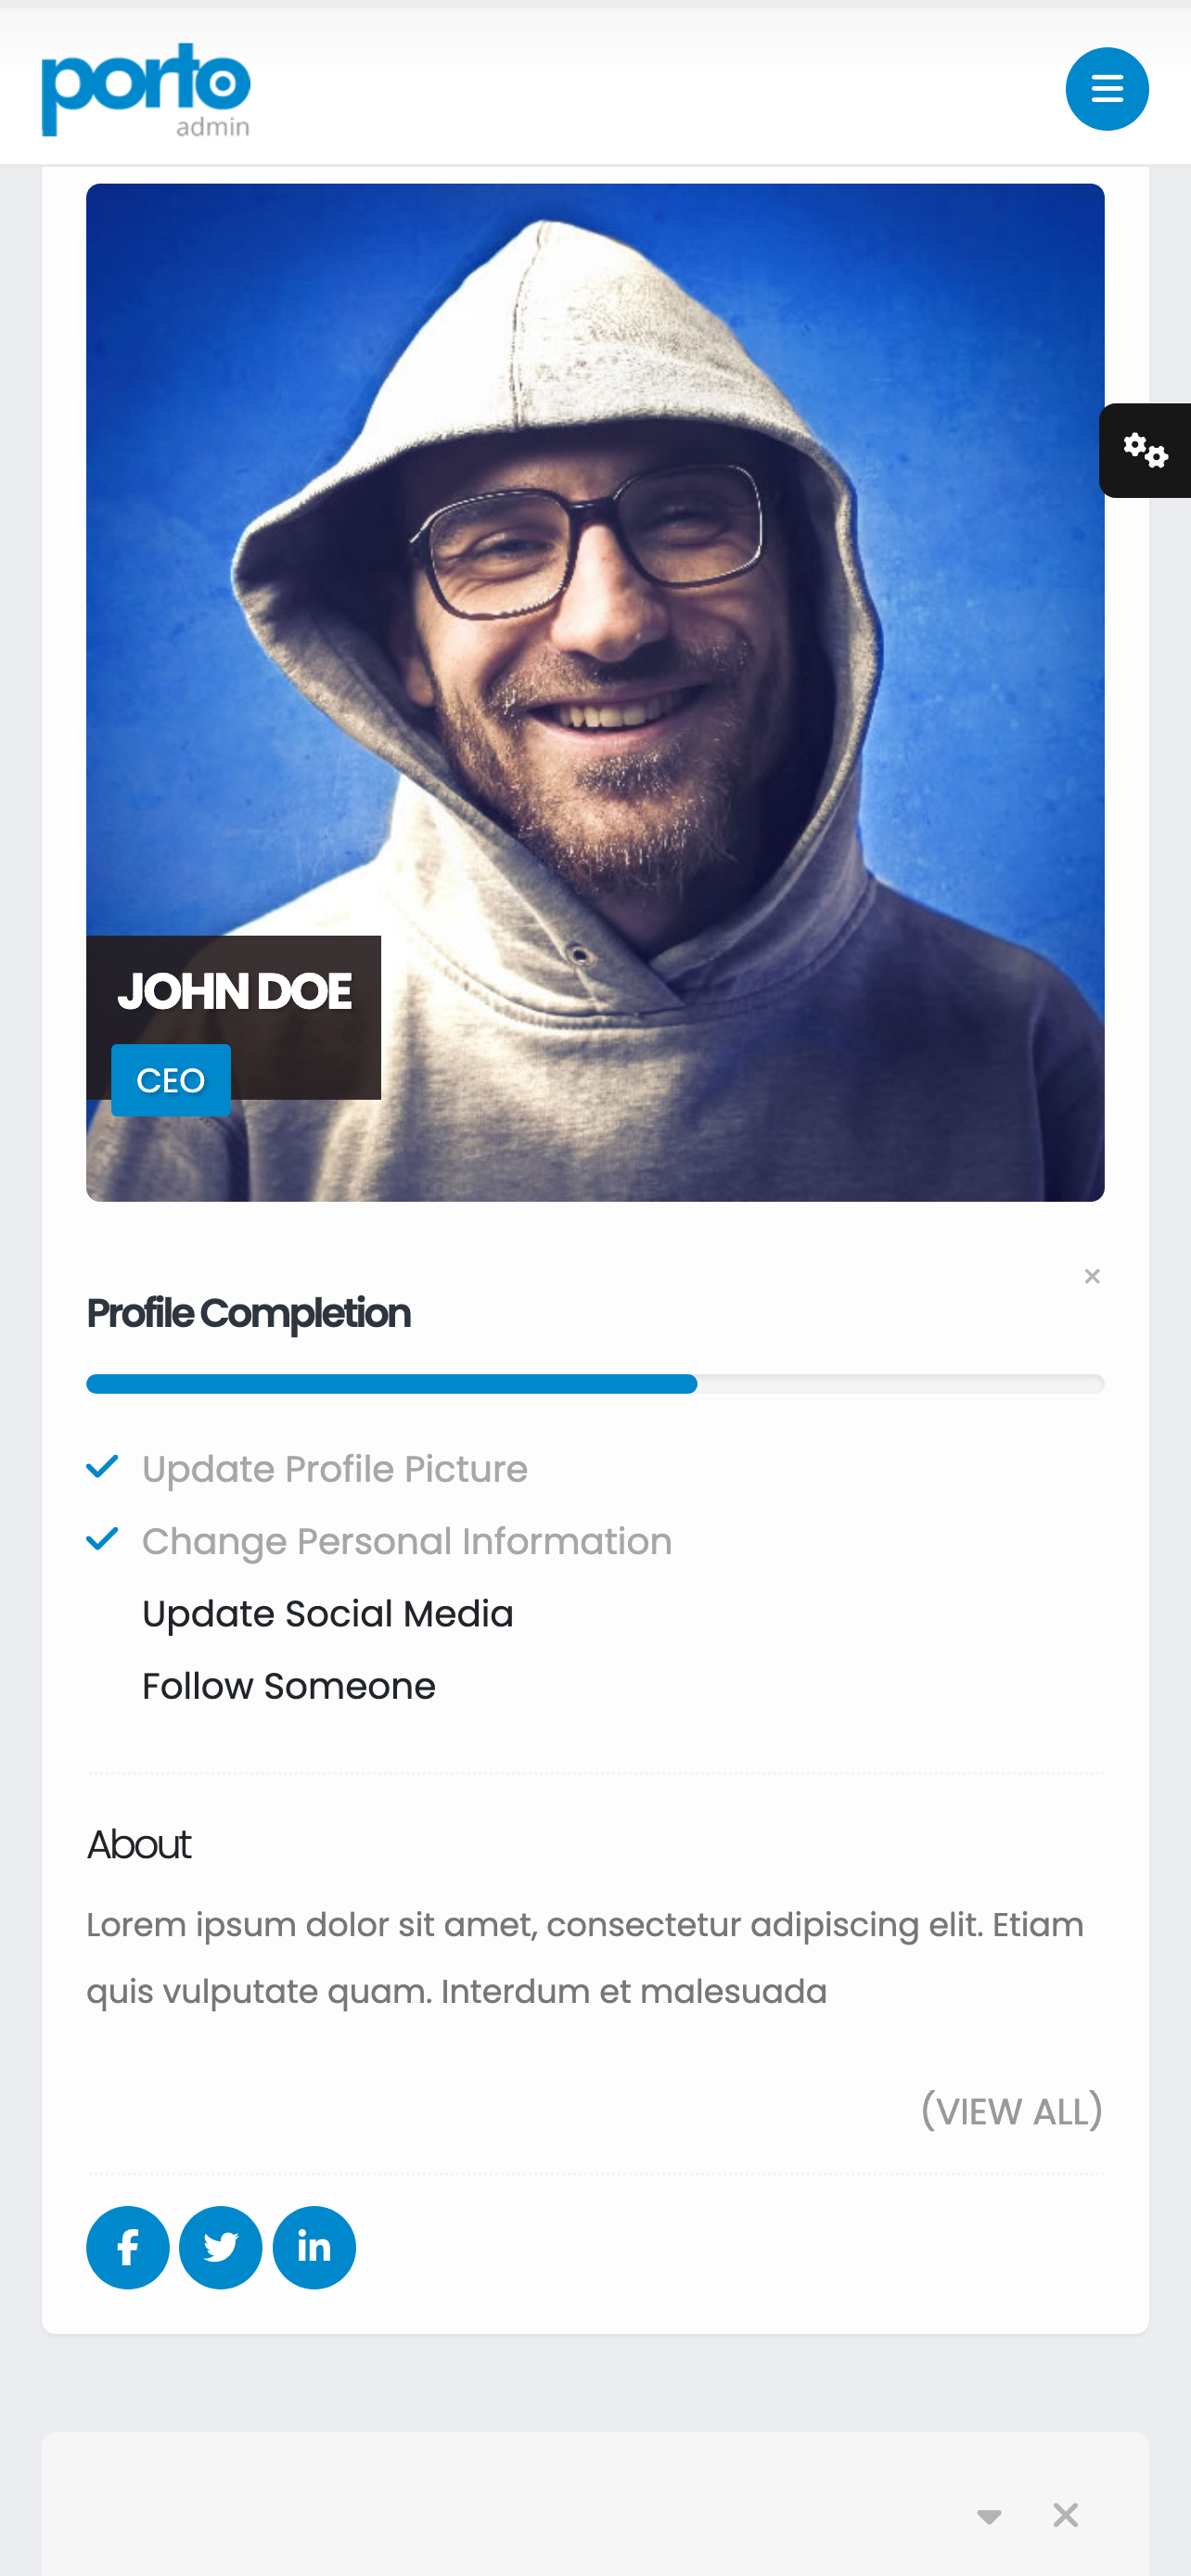 porto
admin
JOHN DOE
CEO
Profile Completion
Update Profile Picture
Change Personal Information
Update Social Media
Follow Someone
About
Lorem ipsum dolor sit amet, consectetur adipiscing elit. Etiam
quis vulputate quam. Interdum et malesuada
(VIEW ALL)